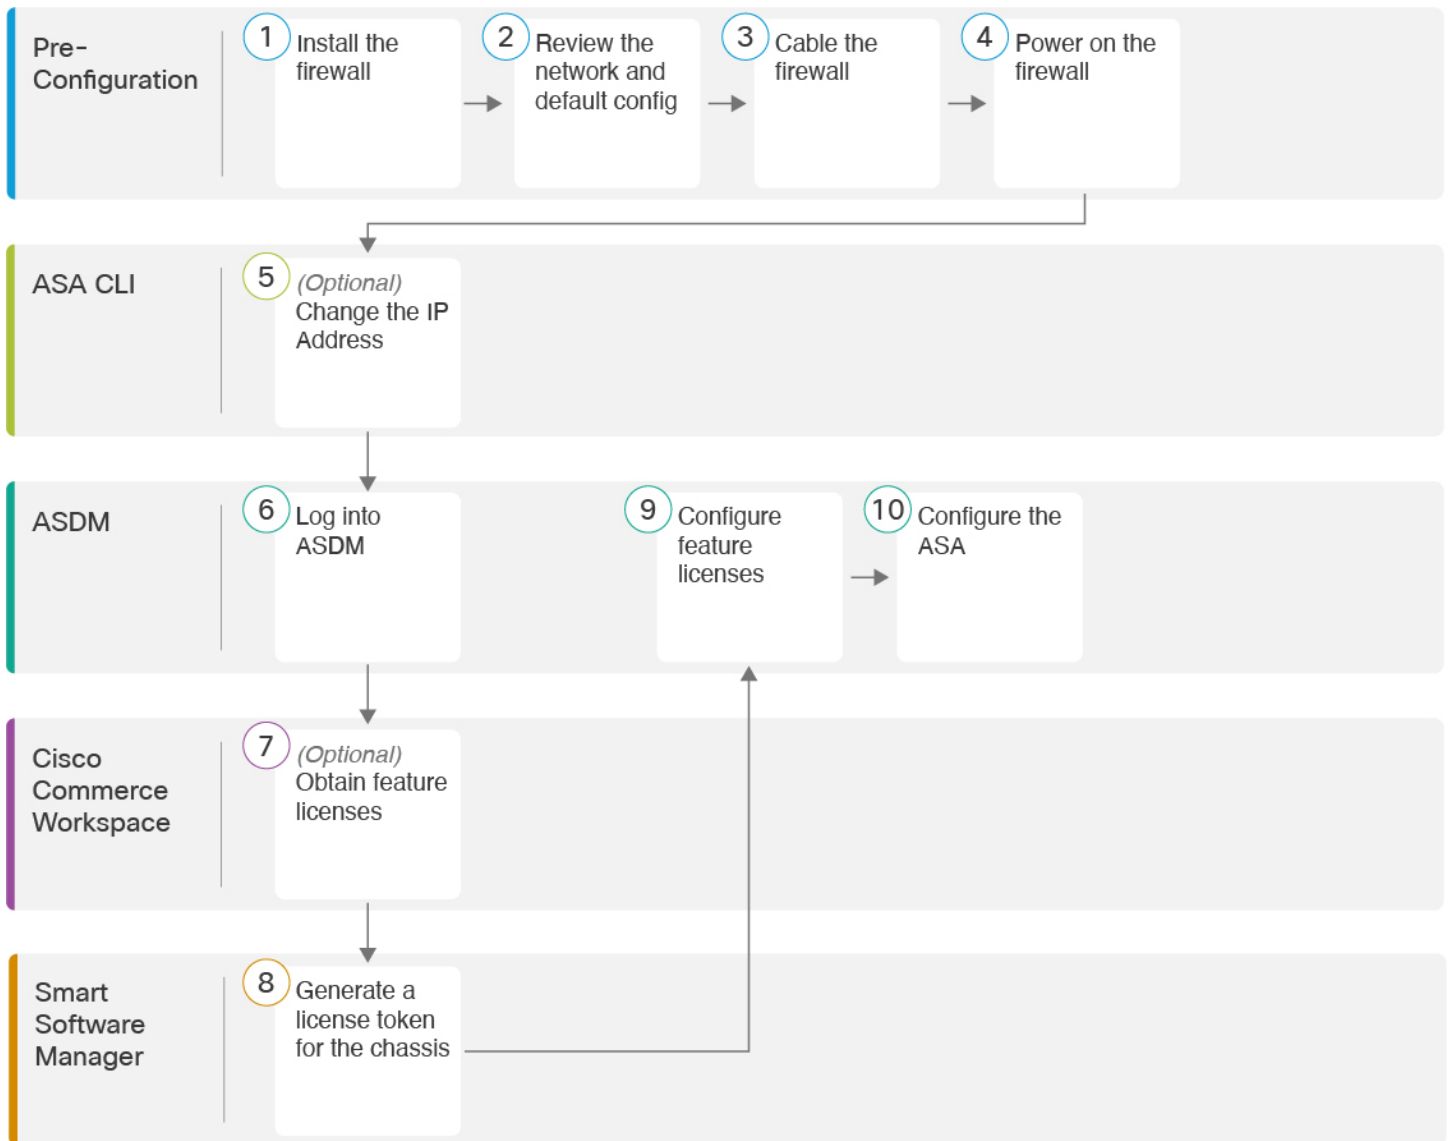 Pre-
Configuration
1
Install the
firewall
2
Review the
network and
default config
3
Cable the
firewall
4
Power on the
firewall
ASA CLI
5
(Optional)
Change the IP
Address
ASDM
6
Log into
ASDM
9
Configure
feature
licenses
10
Configure the
ASA
Cisco
Commerce
Workspace
7
(Optional)
Obtain feature
licenses
Smart
Software
Manager
8
Generate a
license token
for the chassis